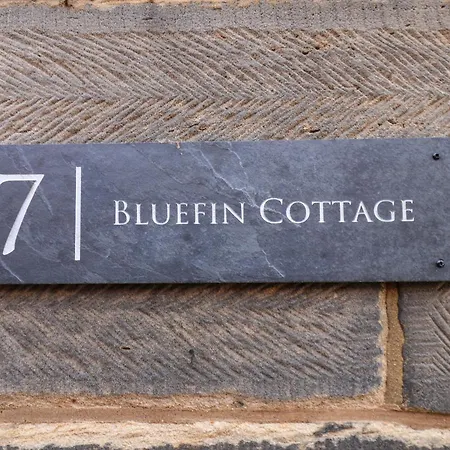 7 | BLUEFIN COTTAGE